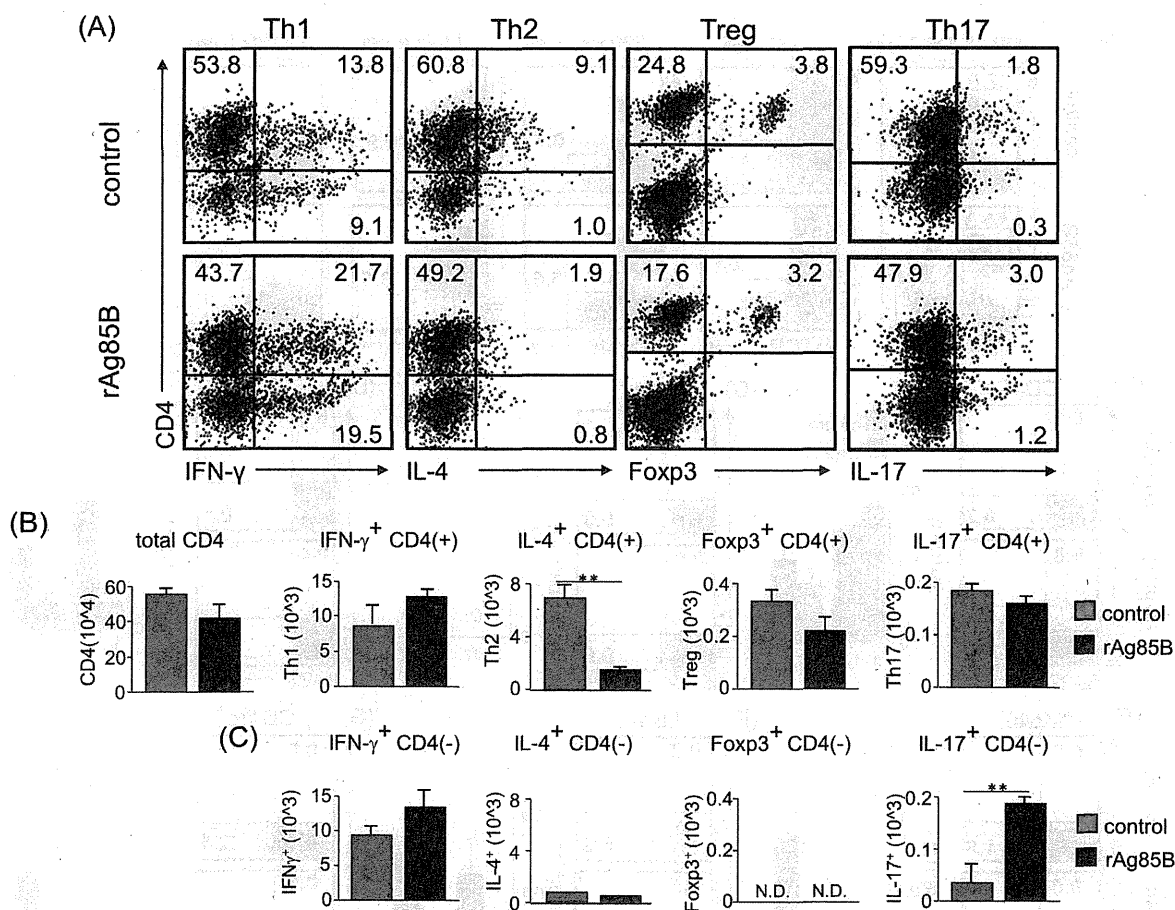 (A)
Th1 Th2 Treg Th17
control
53.8 13.8 60.8 9.1 24.8 3.8 59.3 1.8
9.1 1.0 0.3
rAg85B
43.7 21.7 49.2 1.9 17.6 3.2 47.9 3.0
19.5 0.8 1.2
CD4
IFN-γ IL-4 Foxp3 IL-17
(B)
total CD4 IFN-γ+ CD4(+) IL-4+ CD4(+) Foxp3+ CD4(+) IL-17+ CD4(+)
CD4(10^4) 60 40 20 0
Th1 (10^3) 15 10 5 0
Th2 (10^3) 8 4 0 **
Treg (10^3) 0.4 0.2 0
Th17 (10^3) 0.2 0.1 0
control
rAg85B
(C)
IFN-γ+ CD4(-) IL-4+ CD4(-) Foxp3+ CD4(-) IL-17+ CD4(-)
IFNγ+ (10^3) 15 10 5 0
IL-4+ (10^3) 8 4 0
Foxp3+ (10^3) 0.4 0.2 0 N.D. N.D.
IL-17+ (10^3) 0.2 0.1 0 **
control
rAg85B